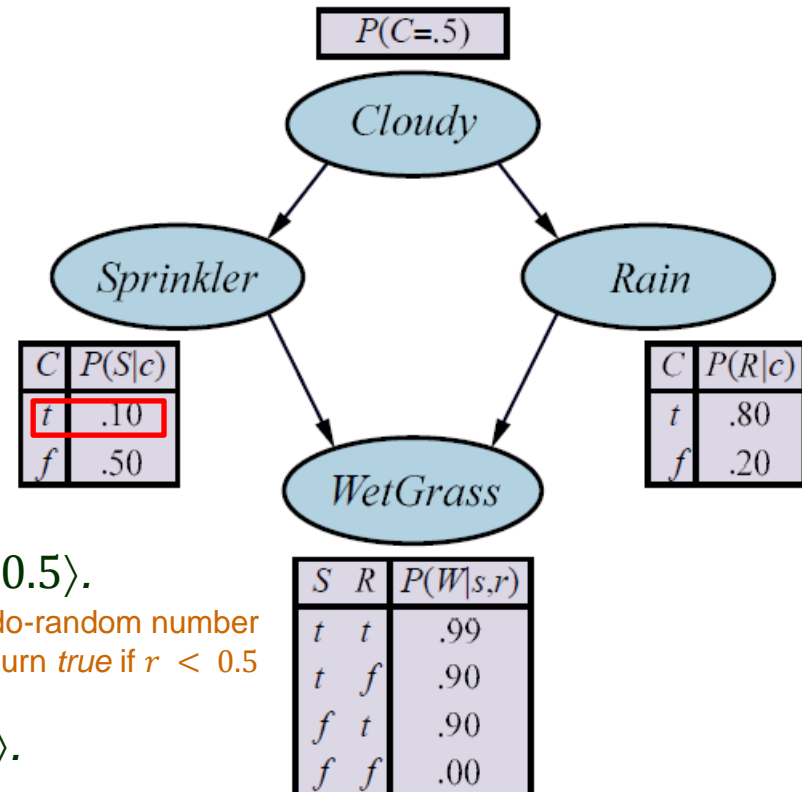 P(C=.5)
Cloudy
Sprinkler
Rain
C P(S|c)
t .10
f .50
C P(R|c)
t .80
f .20
WetGrass
S R P(W|s,r)
t t .99
t f .90
f t .90
f f .00
0.5⟩.
do-random number
urn true if r < 0.5
⟩.